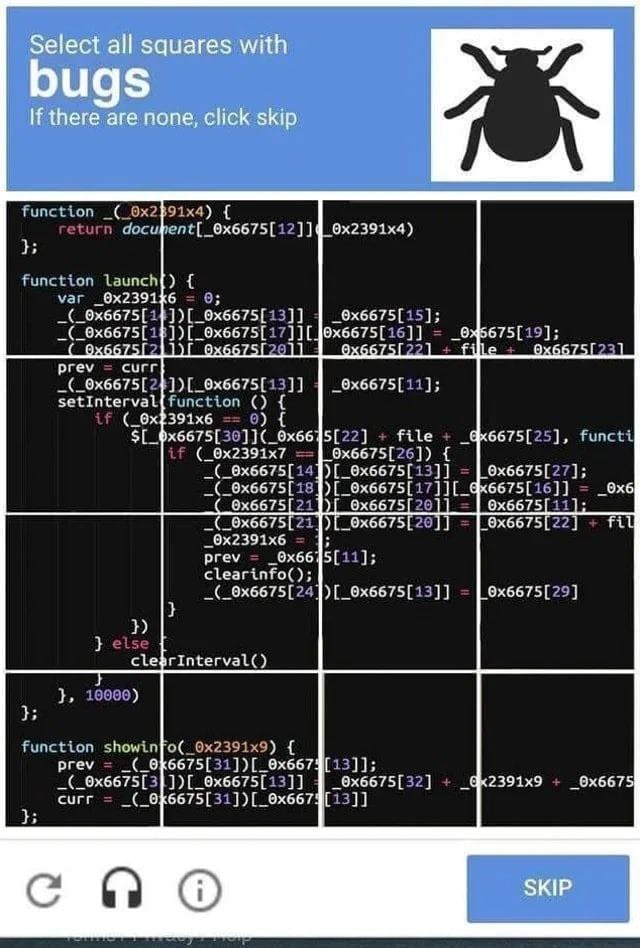 Select all squares with
bugs
If there are none, click skip
function _(_0x2391x4) {
return document[_0x6675[12]](_0x2391x4)
};
function launch() {
var _0x2391x6 = 0;
_(_0x6675[14])[_0x6675[13]] = _0x6675[15];
_(_0x6675[18])[_0x6675[17]][_0x6675[16]] = _0x6675[19];
_(_0x6675[21])[_0x6675[20]] = _0x6675[22] + file + _0x6675[23]
prev = curr;
_(_0x6675[24])[_0x6675[13]] = _0x6675[11];
setInterval(function () {
if (_0x2391x6 == 0) {
$[_0x6675[30]](_0x6675[22] + file + _0x6675[25], functi
if (_0x2391x7 == _0x6675[26]) {
_(_0x6675[14])[_0x6675[13]] = _0x6675[27];
_(_0x6675[18])[_0x6675[17]][_0x6675[16]] = _0x6
_(_0x6675[21])[_0x6675[20]] = _0x6675[11];
_(_0x6675[21])[_0x6675[20]] = _0x6675[22] + fil
_0x2391x6 = 1;
prev = _0x6675[11];
clearinfo();
_(_0x6675[24])[_0x6675[13]] = _0x6675[29]
}
})
} else {
clearInterval()
}
}, 10000)
};
function showinfo(_0x2391x9) {
prev = _(_0x6675[31])[_0x6675[13]];
_(_0x6675[31])[_0x6675[13]] = _0x6675[32] + _0x2391x9 + _0x6675
curr = _(_0x6675[31])[_0x6675[13]]
};
SKIP